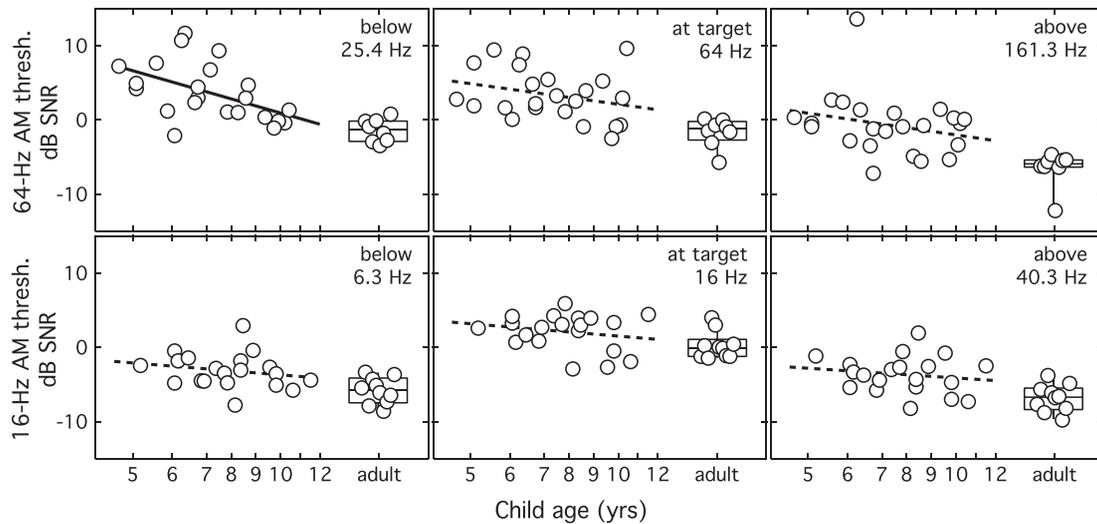 64-Hz AM thresh.
dB SNR
10
0
-10
below
25.4 Hz
at target
64 Hz
above
161.3 Hz
16-Hz AM thresh.
dB SNR
10
0
-10
below
6.3 Hz
at target
16 Hz
above
40.3 Hz
5 6 7 8 9 10 12 adult 5 6 7 8 9 10 12 adult 5 6 7 8 9 10 12 adult
Child age (yrs)